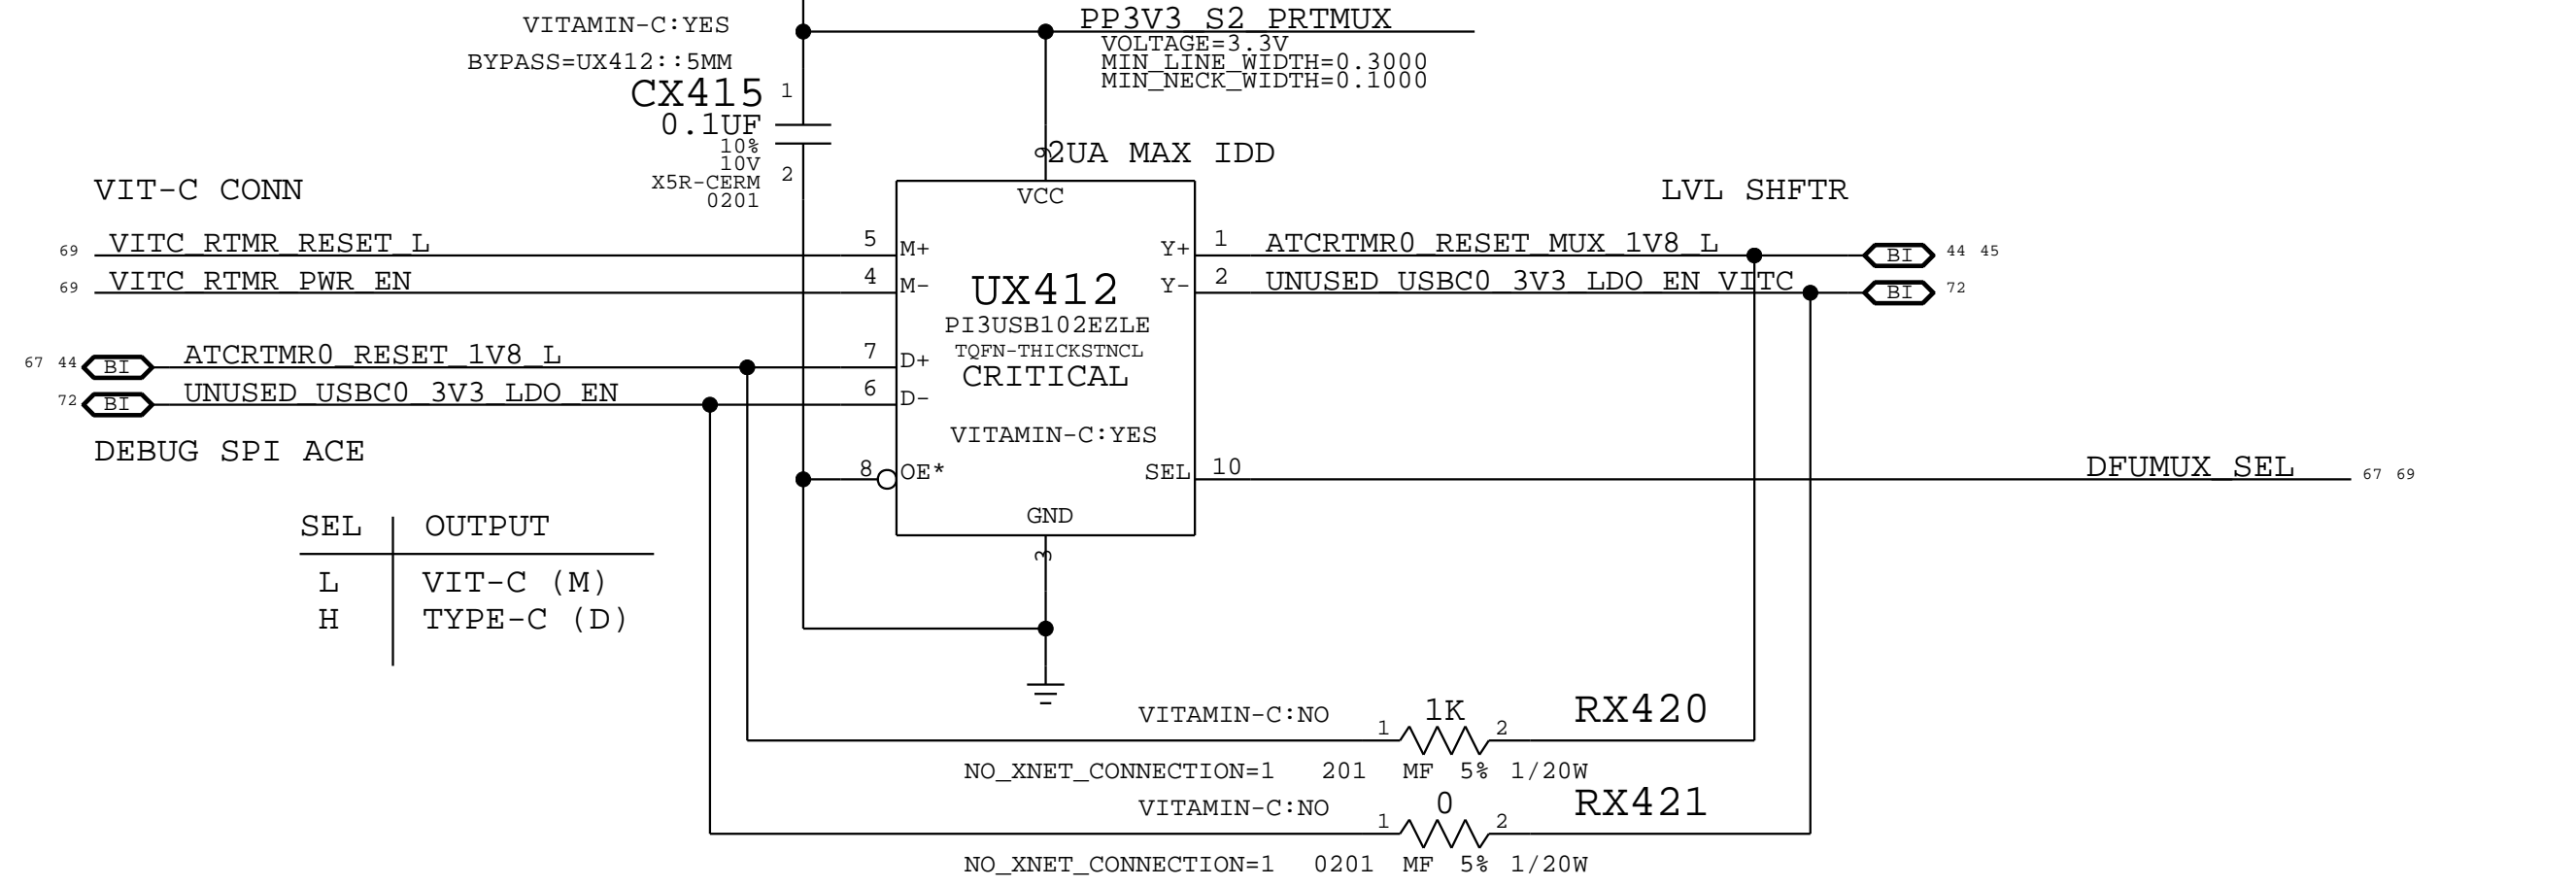 VITAMIN-C:YES
PP3V3_S2_PRTMUX
VOLTAGE=3.3V
MIN_LINE_WIDTH=0.3000
MIN_NECK_WIDTH=0.1000
BYPASS=UX412::5MM
CX415 1
0.1UF
10%
10V
X5R-CERM 2
0201
9
2UA MAX IDD
VIT-C CONN
LVL SHFTR
VCC
69 VITC_RTMR_RESET_L 5 M+
Y+ 1 ATCRTMR0_RESET_MUX_1V8_L BI 44 45
69 VITC_RTMR_PWR_EN 4 M-
Y- 2 UNUSED_USBC0_3V3_LDO_EN_VITC BI 72
UX412
PI3USB102EZLE
TQFN-THICKSTNCL
CRITICAL
67 44 BI ATCRTMR0_RESET_1V8_L 7 D+
72 BI UNUSED_USBC0_3V3_LDO_EN 6 D-
DEBUG SPI ACE
VITAMIN-C:YES
8 OE*
SEL 10 DFUMUX_SEL 67 69
GND
3
SEL OUTPUT
L VIT-C (M)
H TYPE-C (D)
VITAMIN-C:NO 1 1K 2 RX420
NO_XNET_CONNECTION=1 201 MF 5% 1/20W
VITAMIN-C:NO 1 0 2 RX421
NO_XNET_CONNECTION=1 0201 MF 5% 1/20W